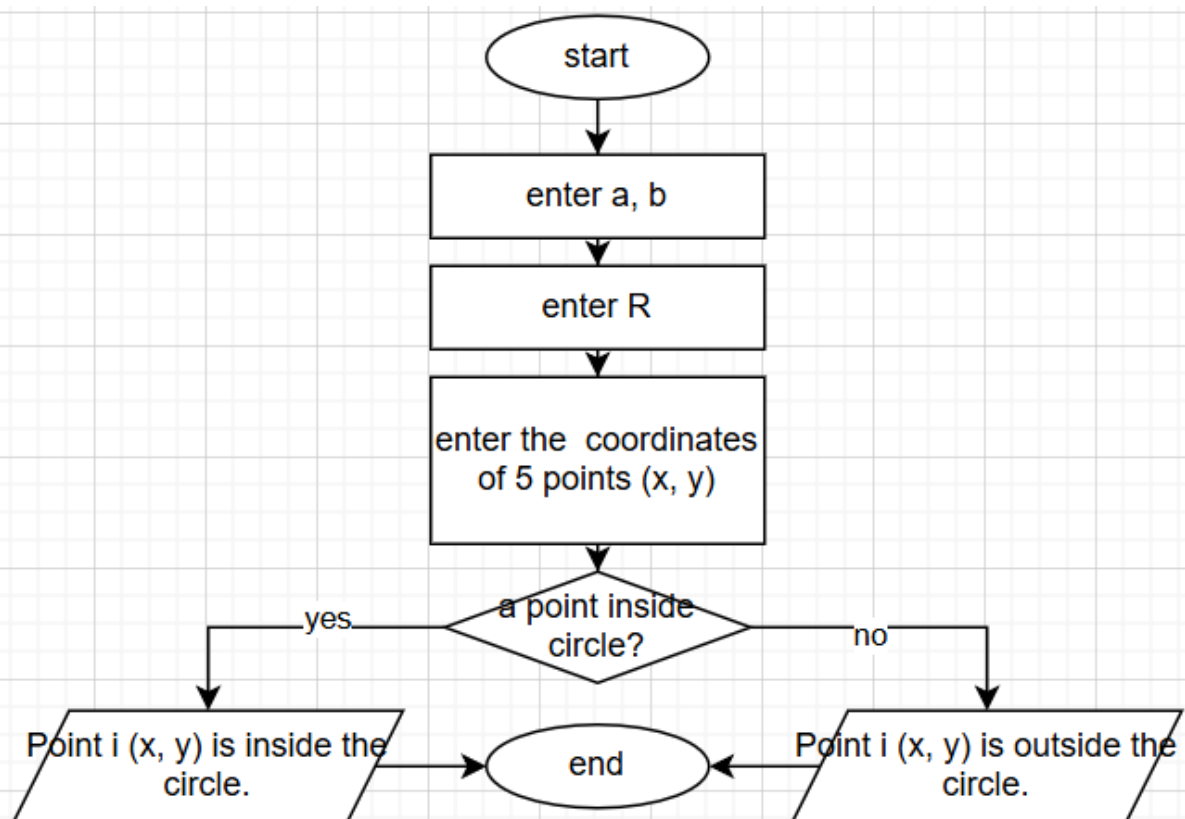 start
enter a, b
enter R
enter the  coordinates
of 5 points (x, y)
a point inside
circle?
yes
no
Point i (x, y) is inside the
circle.
end
Point i (x, y) is outside the
circle.